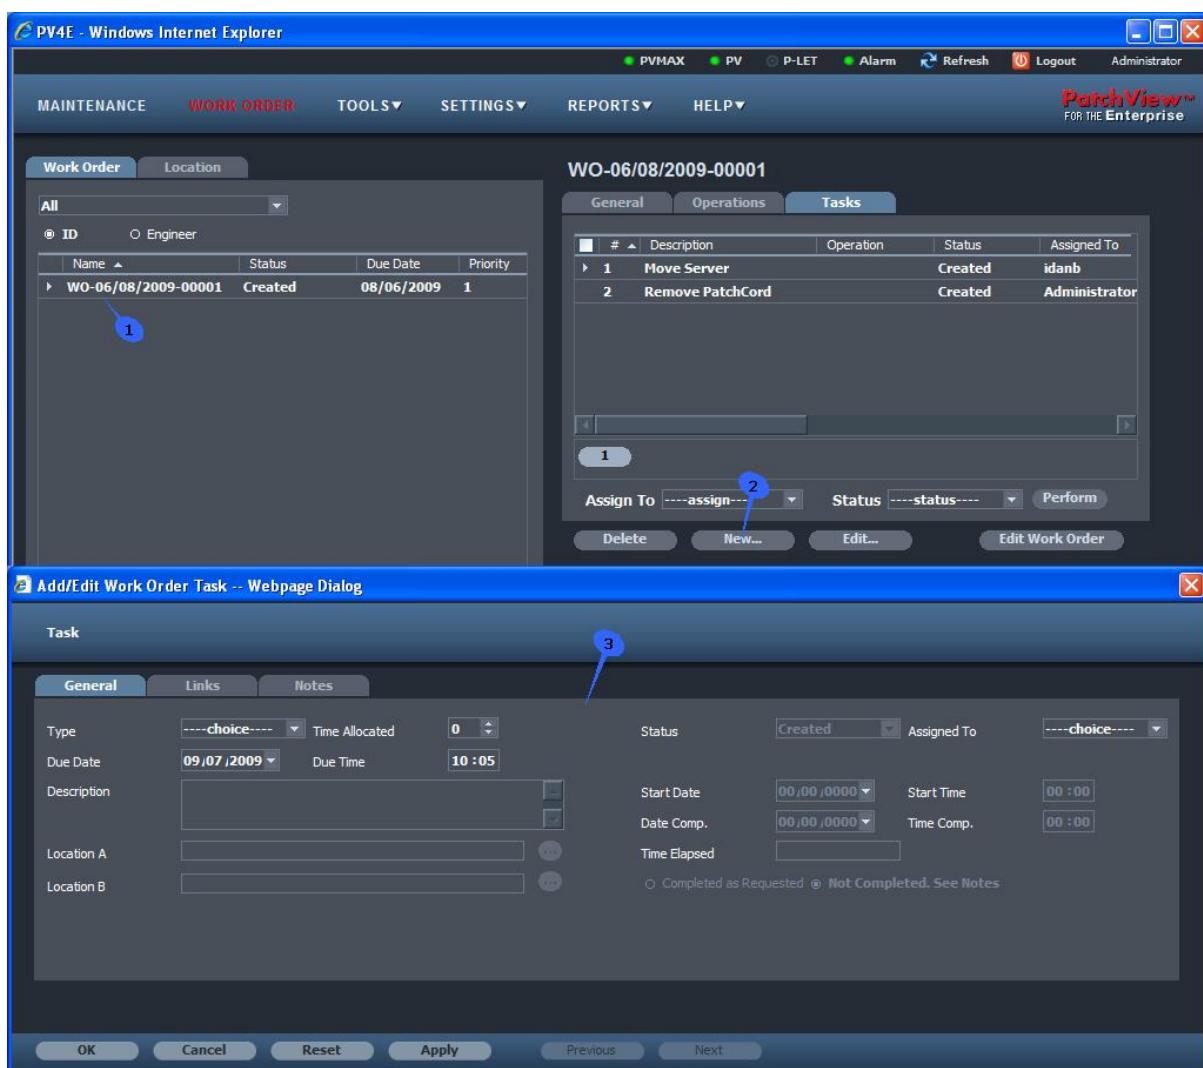 PV4E - Windows Internet Explorer
PVMAX PV P-LET Alarm Refresh Logout Administrator
MAINTENANCE WORK ORDER TOOLS▼ SETTINGS▼ REPORTS▼ HELP▼
PatchView™
FOR THE Enterprise
Work Order Location
All
ID Engineer
Name Status Due Date Priority
WO-06/08/2009-00001 Created 08/06/2009 1
1
WO-06/08/2009-00001
General Operations Tasks
# Description Operation Status Assigned To
1 Move Server Created idanb
2 Remove PatchCord Created Administrator
1
2
Assign To ----assign--- Status ----status---- Perform
Delete New... Edit... Edit Work Order
Add/Edit Work Order Task -- Webpage Dialog
Task
3
General Links Notes
Type ----choice---- Time Allocated 0 Status Created Assigned To ----choice----
Due Date 09/07/2009 Due Time 10:05
Description Start Date 00/00/0000 Start Time 00:00
Date Comp. 00/00/0000 Time Comp. 00:00
Location A ... Time Elapsed
Location B ... Completed as Requested Not Completed. See Notes
OK Cancel Reset Apply Previous Next